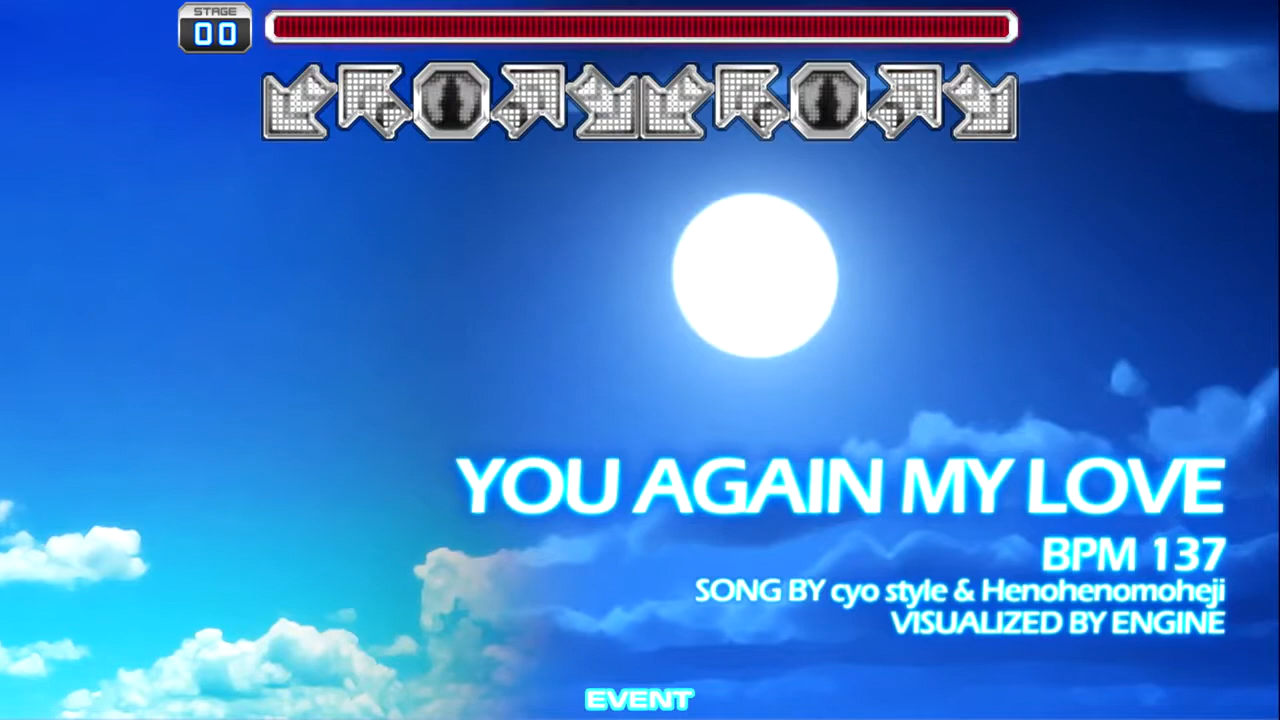 STAGE
00
YOU AGAIN MY LOVE
BPM 137
SONG BY cyo style & Henohenomoheji
VISUALIZED BY ENGINE
EVENT